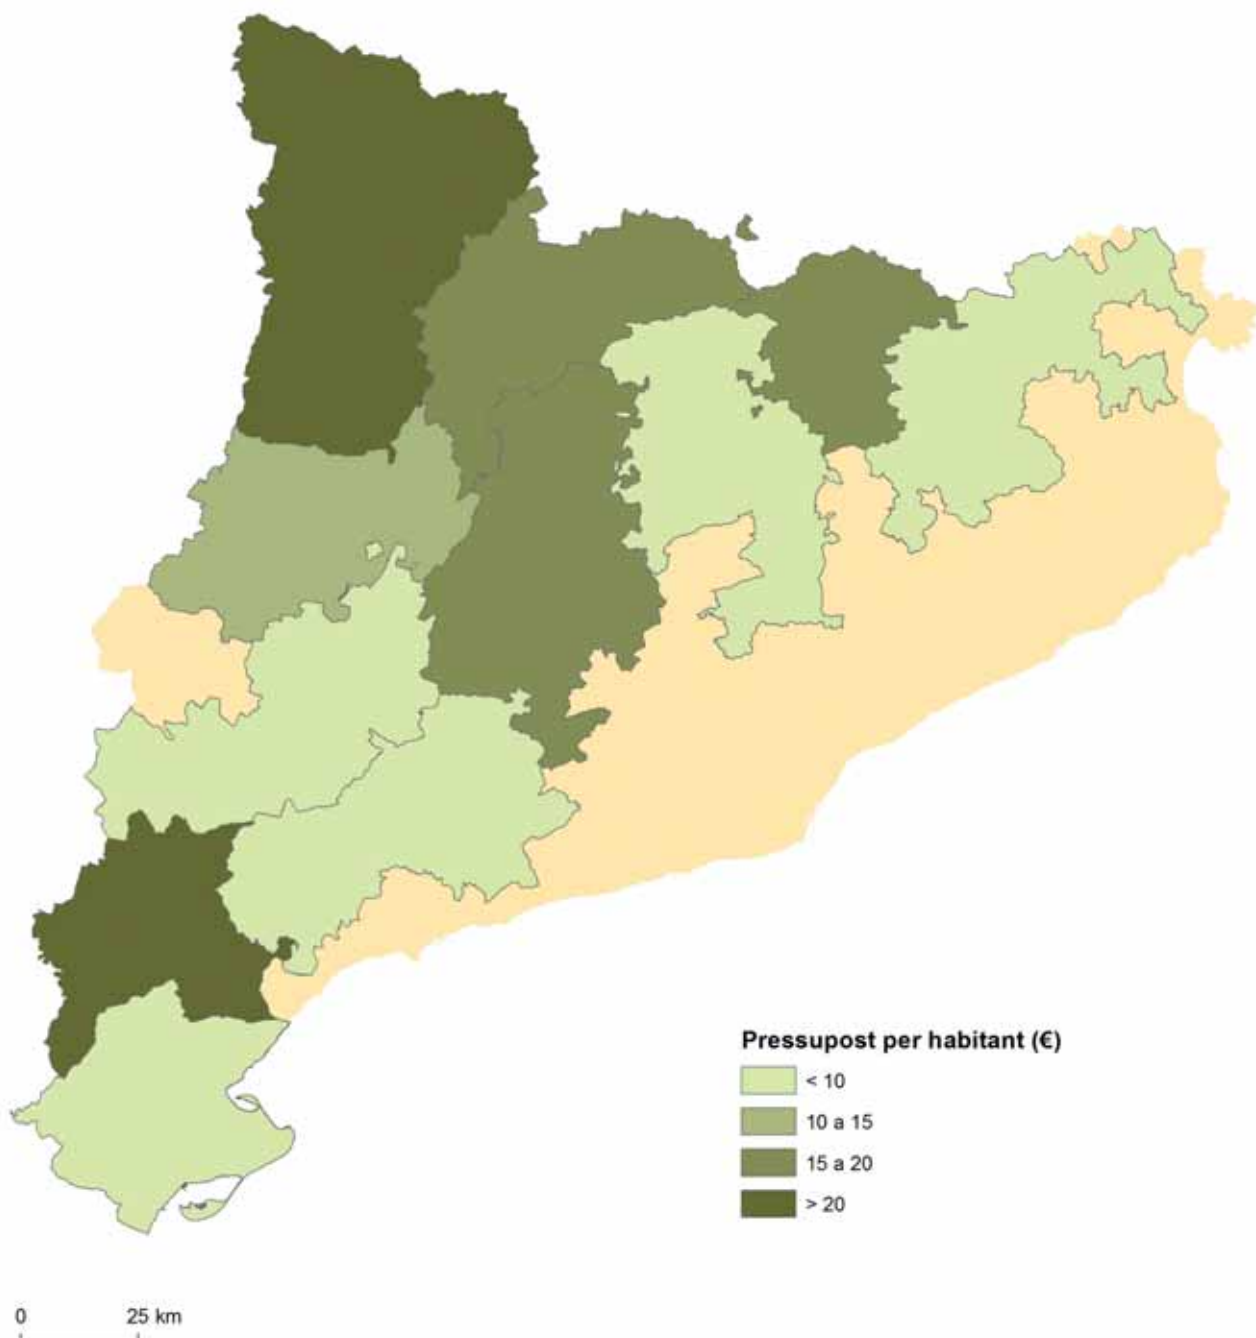 Pressupost per habitant (€)
< 10
10 a 15
15 a 20
> 20
0 25 km